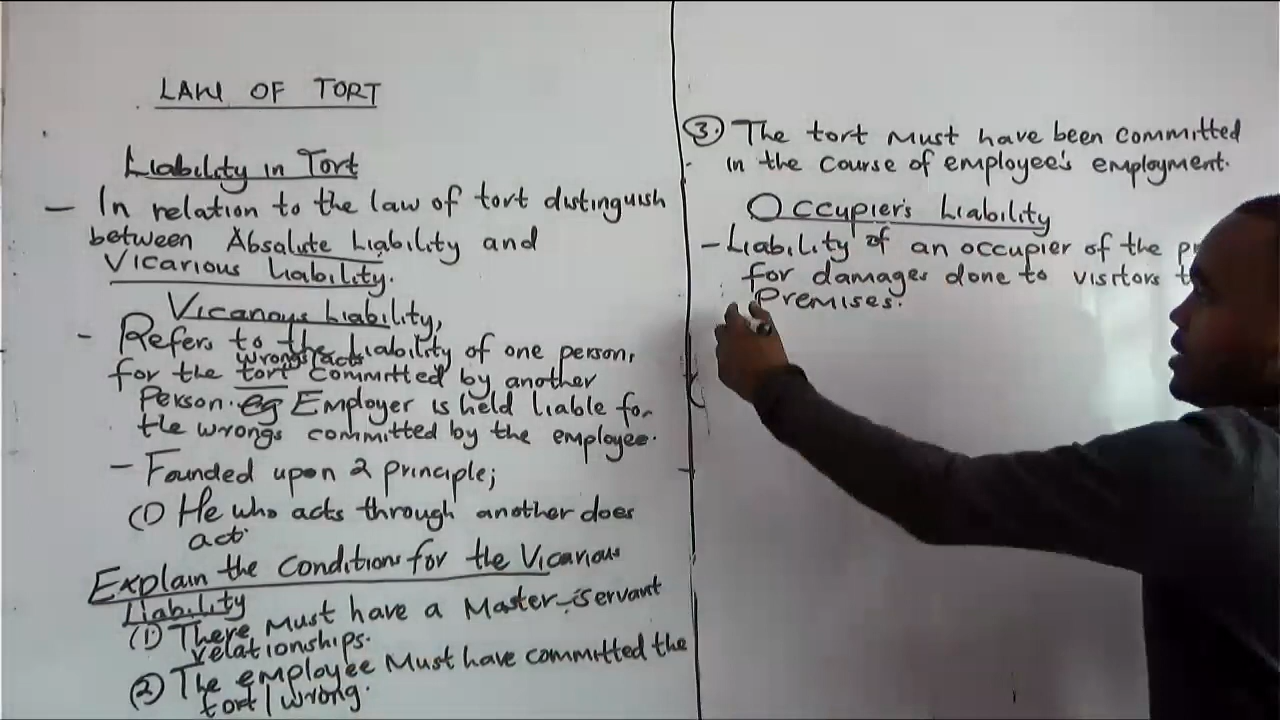 LAW OF TORT
Liability in Tort
- In relation to the law of tort distinguish
between Absolute Liability and
Vicarious Liability.
Vicarious Liability,
- Refers to the Liability of one person,
wrongs/acts
for the tort committed by another
Person. eg Employer is held liable for
the wrongs committed by the employee.
- Founded upon 2 principle;
(1) He who acts through another does
act.
Explain the Conditions for the Vicarious
Liability
(1) There Must have a Master-Servant
relationships.
(2) The employee Must have committed the
tort/wrong.
(3.) The tort Must have been committed
in the course of employee's employment.
Occupier's Liability
- Liability of an occupier of the
for damages done to visitors
Premises.